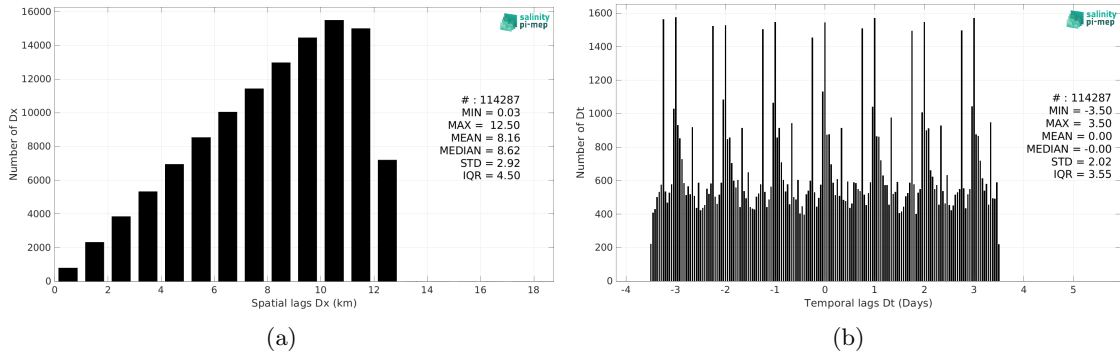 16000
14000
12000
10000
8000
6000
4000
2000
0
0 2 4 6 8 10 12 14 16 18
Number of Dx
Spatial lags Dx (km)
salinity
pi-mep
# : 114287
MIN = 0.03
MAX = 12.50
MEAN = 8.16
MEDIAN = 8.62
STD = 2.92
IQR = 4.50
(a)
1600
1400
1200
1000
800
600
400
200
0
-4 -3 -2 -1 0 1 2 3 4 5
Number of Dt
Temporal lags Dt (Days)
salinity
pi-mep
# : 114287
MIN = -3.50
MAX = 3.50
MEAN = 0.00
MEDIAN = -0.00
STD = 2.02
IQR = 3.55
(b)